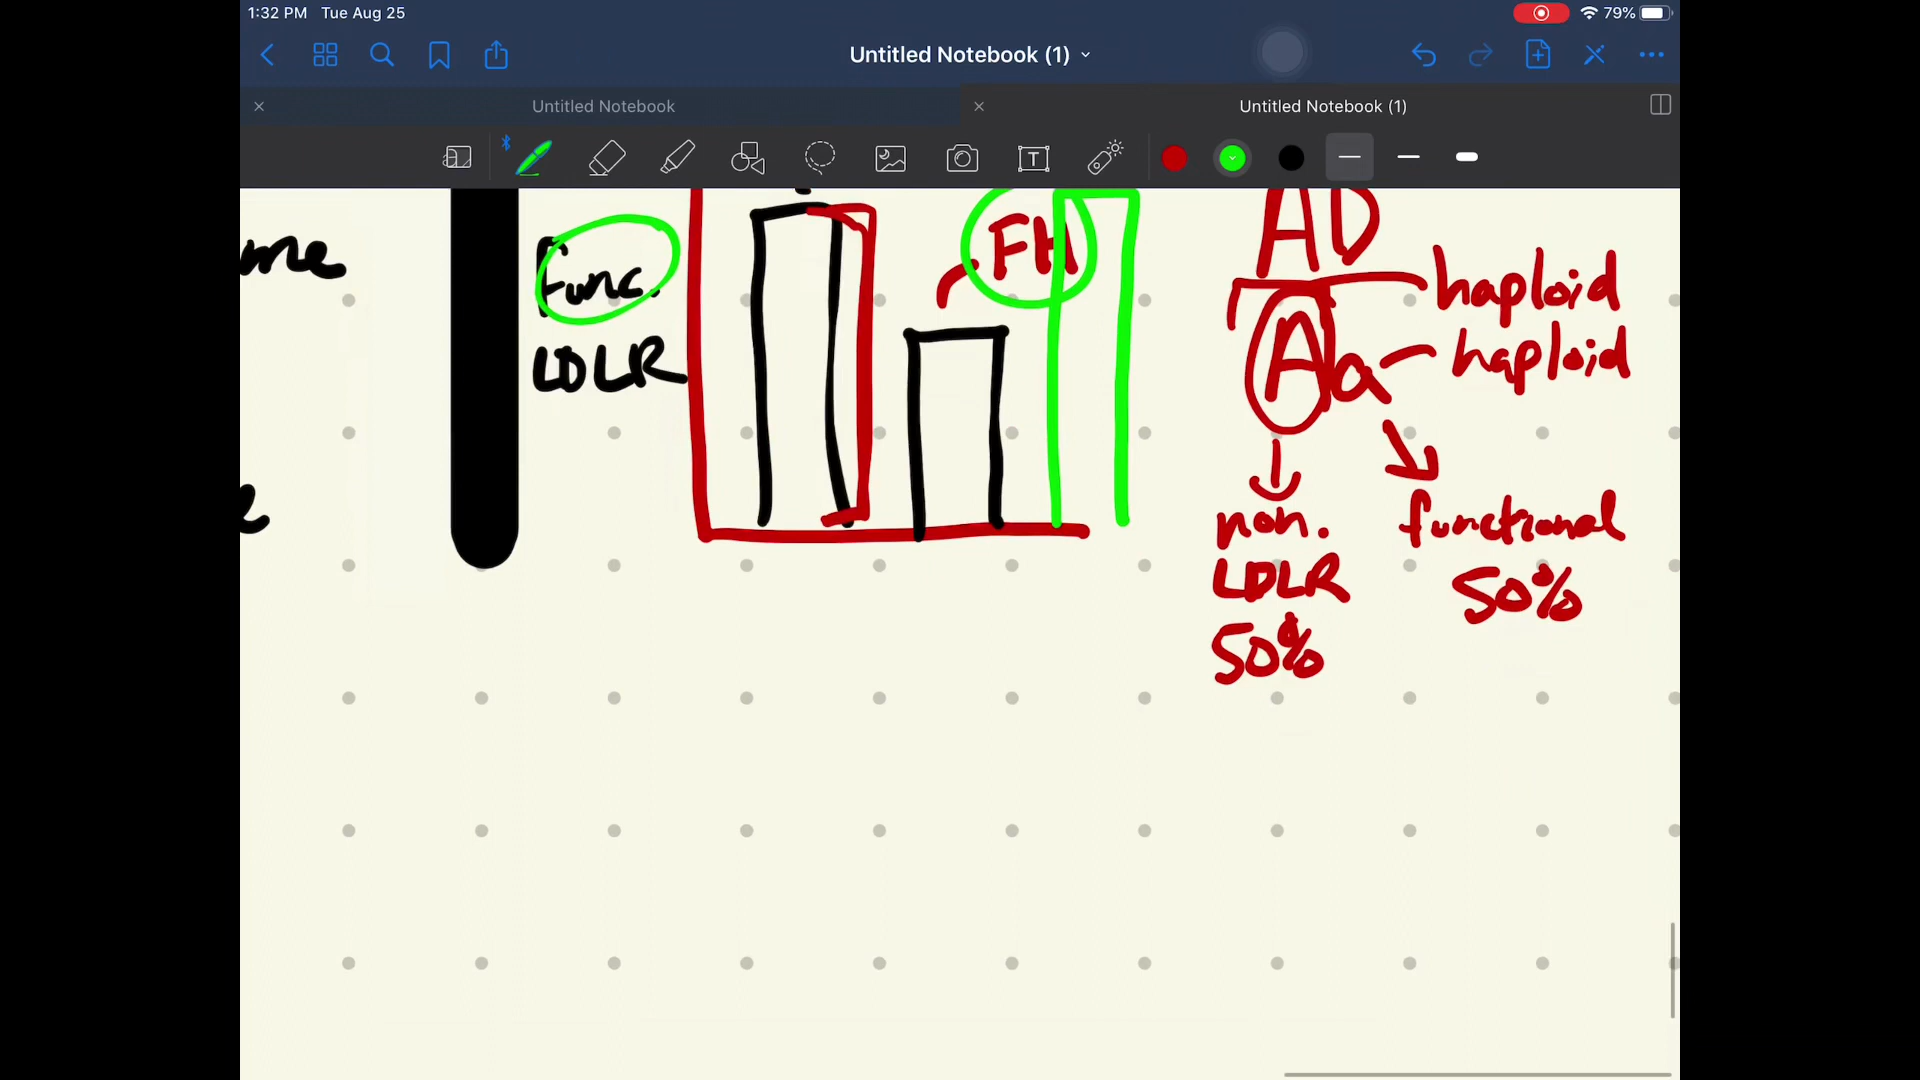 1:32 PM Tue Aug 25
79%
Untitled Notebook (1)
Untitled Notebook
Untitled Notebook (1)
T
me
Func.
LDLR
FH
AD
haploid
Aa
haploid
non.
LDLR
50%
functional
50%
e